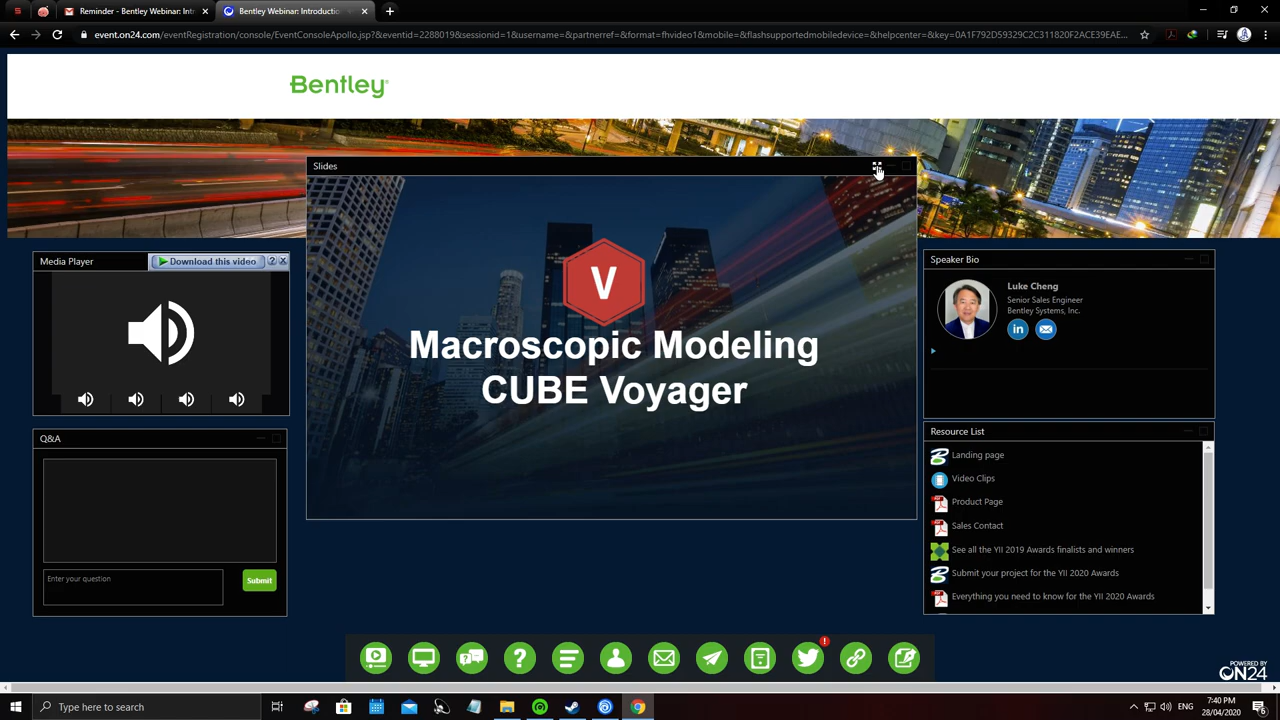 Reminder - Bentley Webinar: Intr
Bentley Webinar: Introduction
event.on24.com/eventRegistration/console/EventConsoleApollo.jsp?&eventid=2288019&sessionid=1&username=&partnerref=&format=fhvideo1&mobile=&flashsupportedmobiledevice=&helpcenter=&key=0A1F792D59329C2C311820F2ACE39EAE...
Bentley
Slides
V
Macroscopic Modeling
CUBE Voyager
Media Player
Download this video
Q&A
Enter your question
Submit
Speaker Bio
Luke Cheng
Senior Sales Engineer
Bentley Systems, Inc.
in
Resource List
Landing page
Video Clips
Product Page
Sales Contact
See all the YII 2019 Awards finalists and winners
Submit your project for the YII 2020 Awards
Everything you need to know for the YII 2020 Awards
POWERED BY
ON24
Type here to search
ENG
7:40 PM
28/04/2020